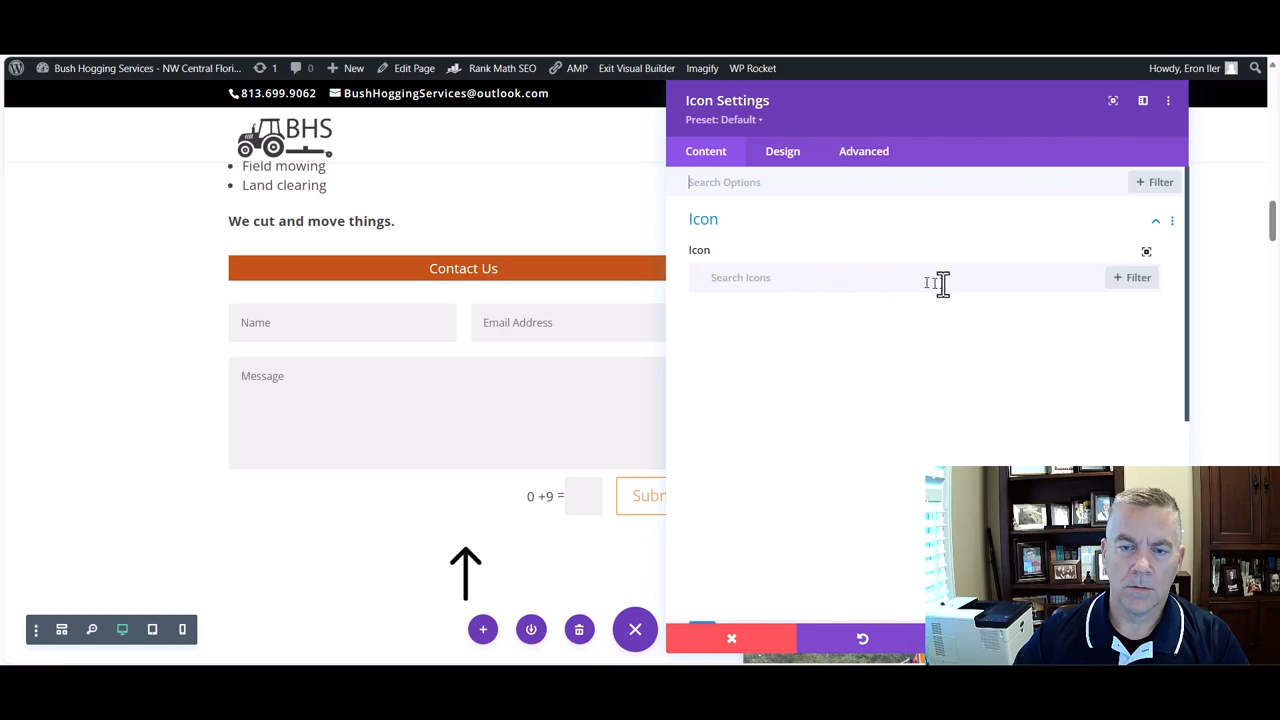 Bush Hogging Services - NW Central Flori... 1 0 New Edit Page Rank Math SEO AMP Exit Visual Builder Imagify WP Rocket Howdy, Eron Iler
813.699.9062 BushHoggingServices@outlook.com
BHS
Field mowing
Land clearing
We cut and move things.
Contact Us
Name Email Address
Message
0 +9 =
Subm
Icon Settings
Preset: Default
Content Design Advanced
Search Options + Filter
Icon
Icon
Search Icons + Filter